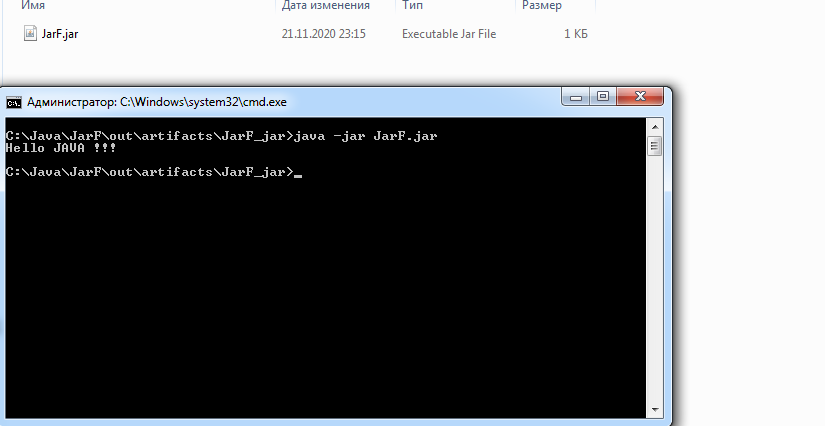 Имя Дата изменения Тип Размер
JarF.jar 21.11.2020 23:15 Executable Jar File 1 КБ
Администратор: C:\Windows\system32\cmd.exe
C:\Java\JarF\out\artifacts\JarF_jar>java -jar JarF.jar
Hello JAVA !!!
C:\Java\JarF\out\artifacts\JarF_jar>_